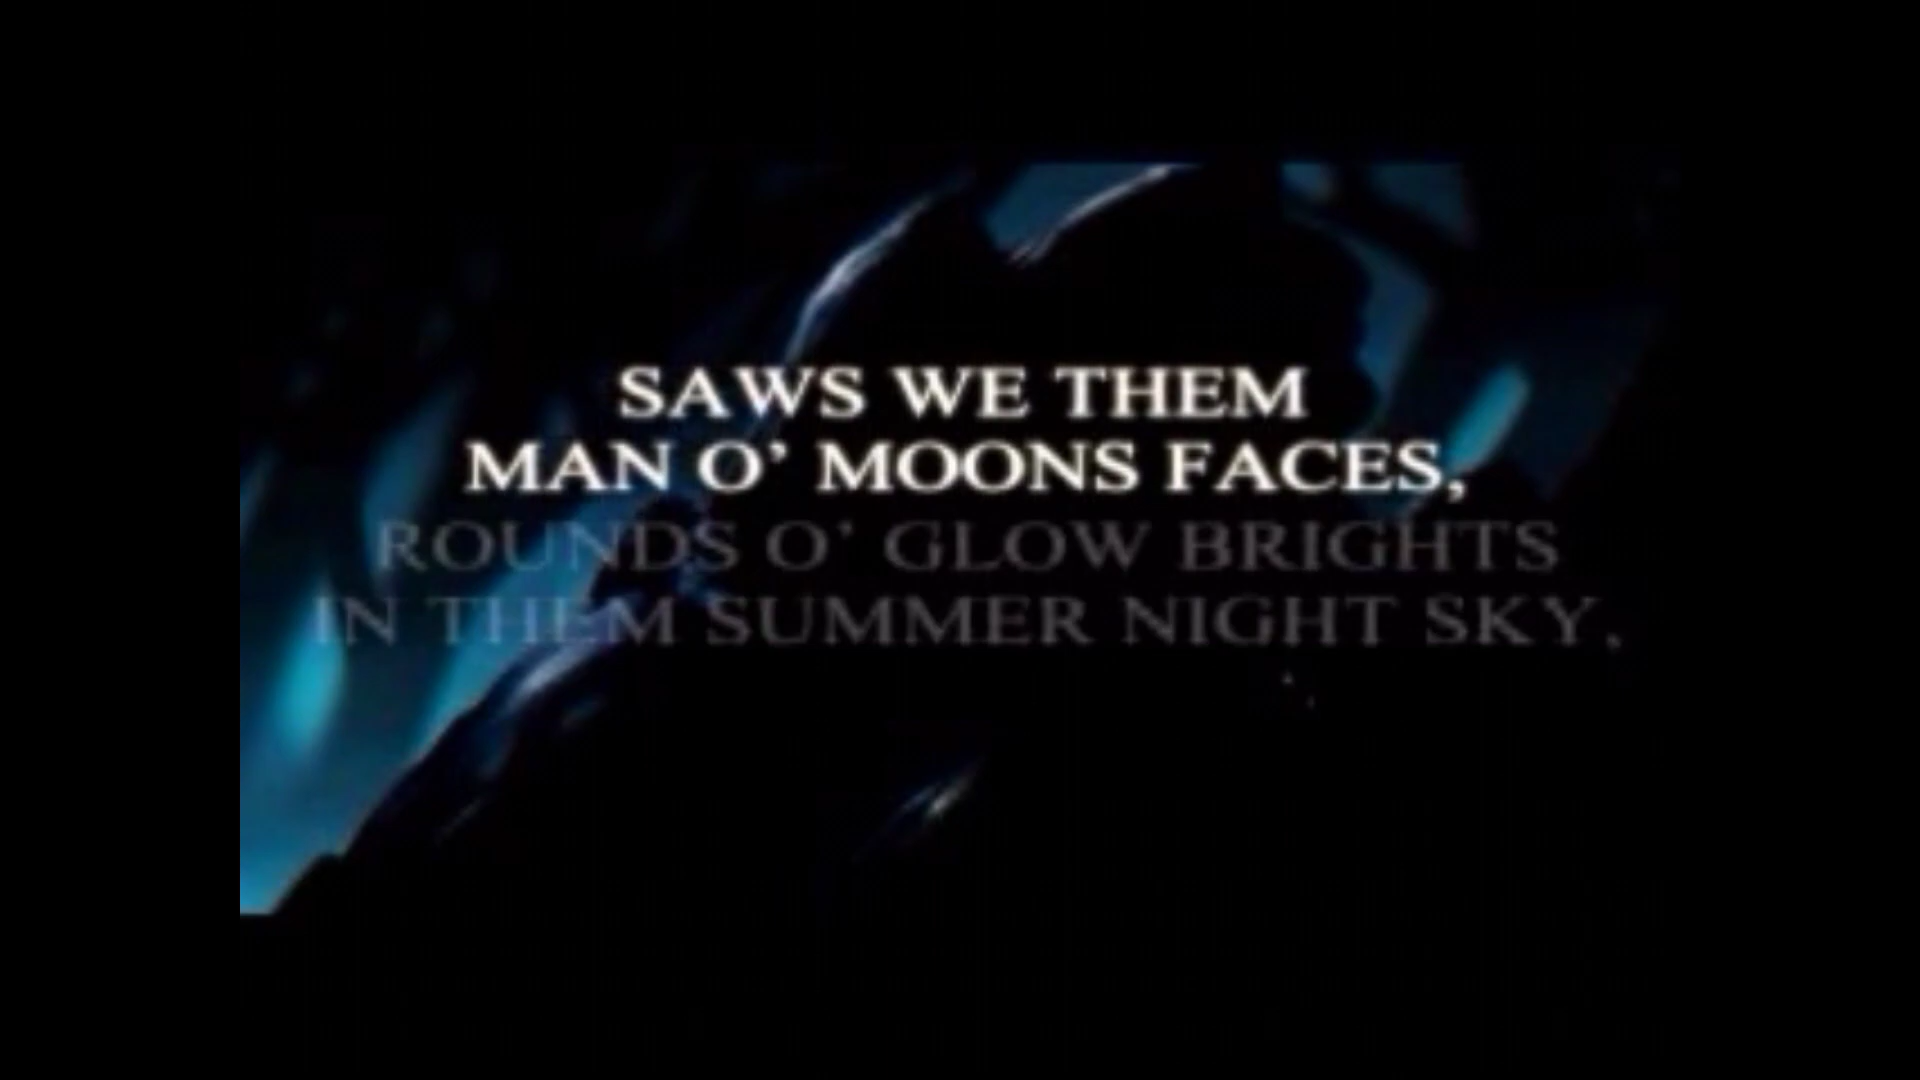 SAWS WE THEM
MAN O’ MOONS FACES,
ROUNDS O’ GLOW BRIGHTS
IN THEM SUMMER NIGHT SKY,